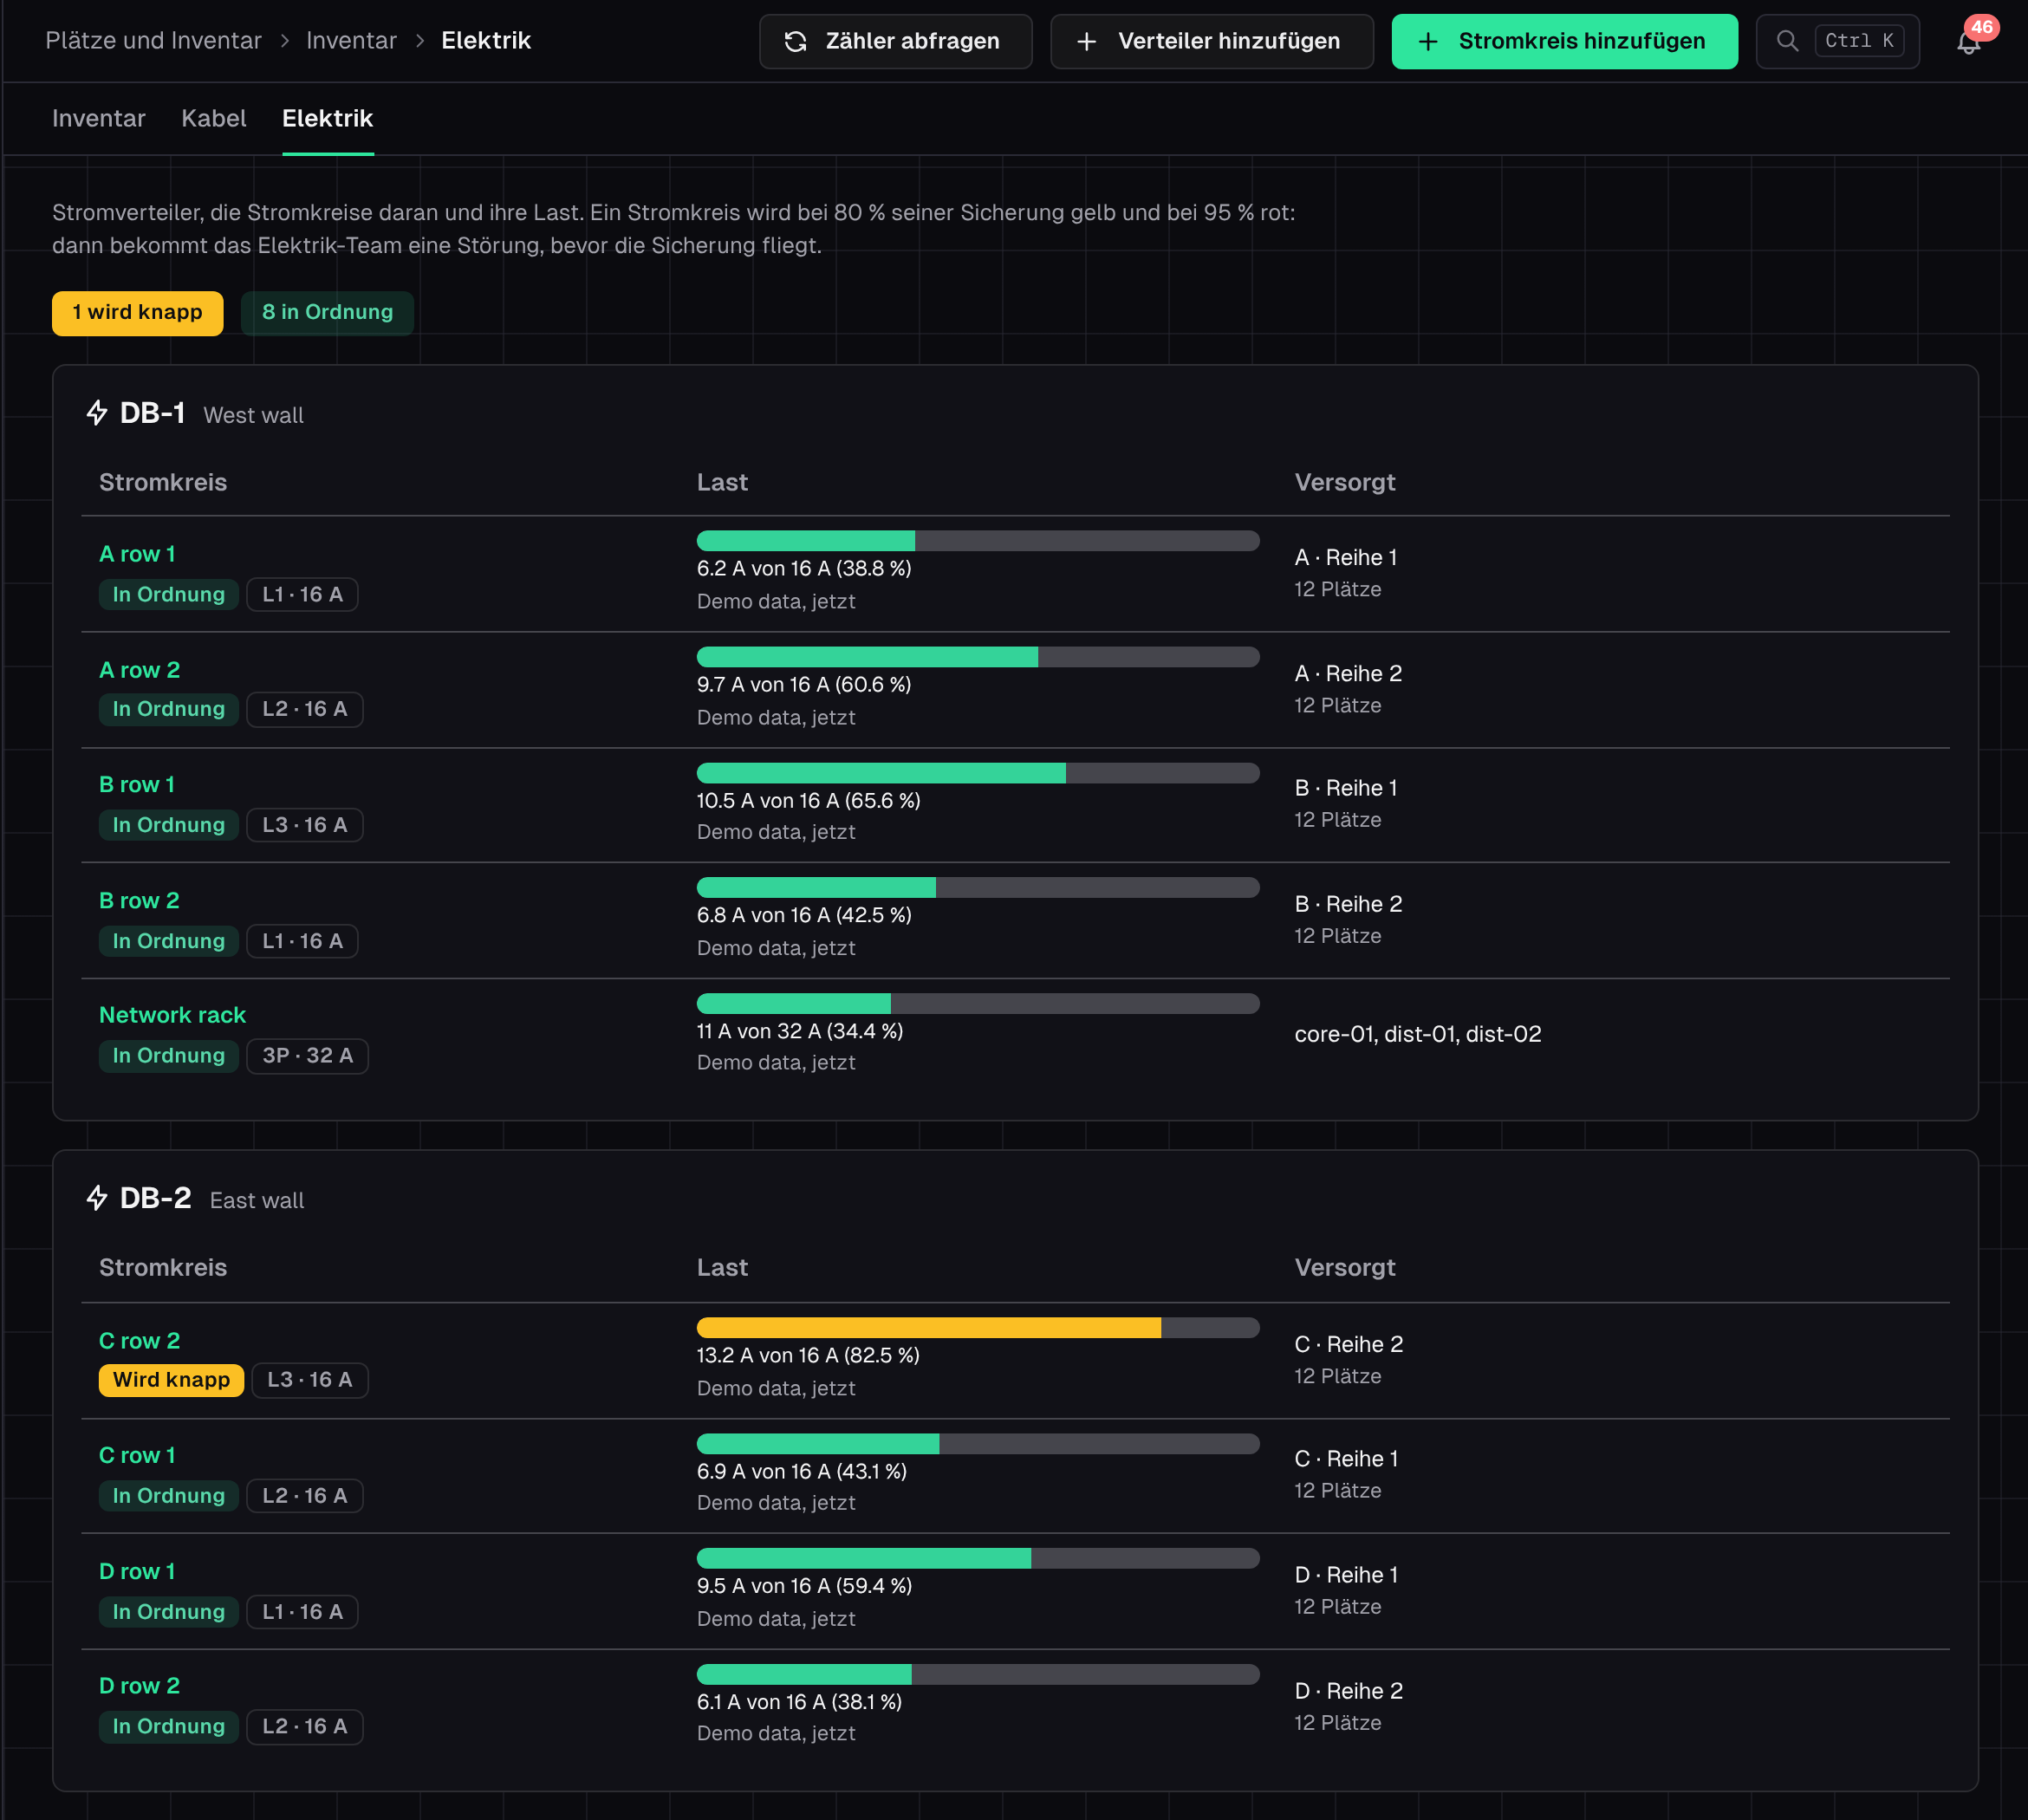 Plätze und Inventar > Inventar > Elektrik
Zähler abfragen
Verteiler hinzufügen
Stromkreis hinzufügen
Ctrl K
46
Inventar Kabel Elektrik
Stromverteiler, die Stromkreise daran und ihre Last. Ein Stromkreis wird bei 80 % seiner Sicherung gelb und bei 95 % rot:
dann bekommt das Elektrik-Team eine Störung, bevor die Sicherung fliegt.
1 wird knapp 8 in Ordnung
DB-1 West wall
Stromkreis Last Versorgt
A row 1
In Ordnung L1 · 16 A
6.2 A von 16 A (38.8 %)
Demo data, jetzt
A · Reihe 1
12 Plätze
A row 2
In Ordnung L2 · 16 A
9.7 A von 16 A (60.6 %)
Demo data, jetzt
A · Reihe 2
12 Plätze
B row 1
In Ordnung L3 · 16 A
10.5 A von 16 A (65.6 %)
Demo data, jetzt
B · Reihe 1
12 Plätze
B row 2
In Ordnung L1 · 16 A
6.8 A von 16 A (42.5 %)
Demo data, jetzt
B · Reihe 2
12 Plätze
Network rack
In Ordnung 3P · 32 A
11 A von 32 A (34.4 %)
Demo data, jetzt
core-01, dist-01, dist-02
DB-2 East wall
Stromkreis Last Versorgt
C row 2
Wird knapp L3 · 16 A
13.2 A von 16 A (82.5 %)
Demo data, jetzt
C · Reihe 2
12 Plätze
C row 1
In Ordnung L2 · 16 A
6.9 A von 16 A (43.1 %)
Demo data, jetzt
C · Reihe 1
12 Plätze
D row 1
In Ordnung L1 · 16 A
9.5 A von 16 A (59.4 %)
Demo data, jetzt
D · Reihe 1
12 Plätze
D row 2
In Ordnung L2 · 16 A
6.1 A von 16 A (38.1 %)
Demo data, jetzt
D · Reihe 2
12 Plätze